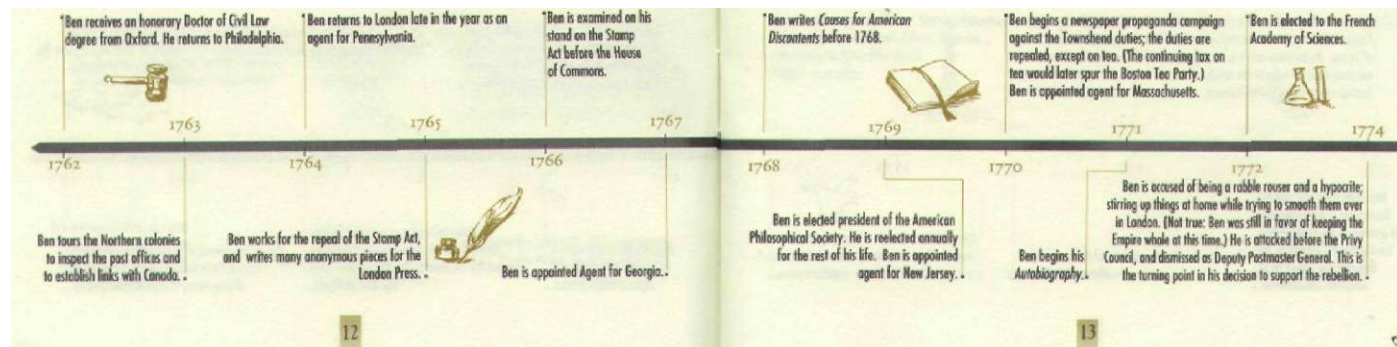 Ben receives an honorary Doctor of Civil Law
degree from Oxford. He returns to Philadelphia.
Ben returns to London late in the year as an
agent for Pennsylvania.
Ben is examined on his
stand on the Stamp
Act before the House
of Commons.
Ben writes Causes for American
Discontents before 1768.
Ben begins a newspaper propaganda campaign
against the Townshend duties; the duties are
repealed, except on tea. (The continuing tax on
tea would later spur the Boston Tea Party.)
Ben is appointed agent for Massachusetts.
Ben is elected to the French
Academy of Sciences.
1763
1765
1767
1769
1771
1774
1762
1764
1766
1768
1770
1772
Ben tours the Northern colonies
to inspect the post offices and
to establish links with Canada.
Ben works for the repeal of the Stamp Act,
and writes many anonymous pieces for the
London Press.
Ben is appointed Agent for Georgia.
Ben is elected president of the American
Philosophical Society. He is reelected annually
for the rest of his life. Ben is appointed
agent for New Jersey.
Ben begins his
Autobiography.
Ben is accused of being a rabble rouser and a hypocrite;
stirring up things at home while trying to smooth them over
in London. (Not true: Ben was still in favor of keeping the
Empire whole at this time.) He is attacked before the Privy
Council, and dismissed as Deputy Postmaster General. This is
the turning point in his decision to support the rebellion.
12
13